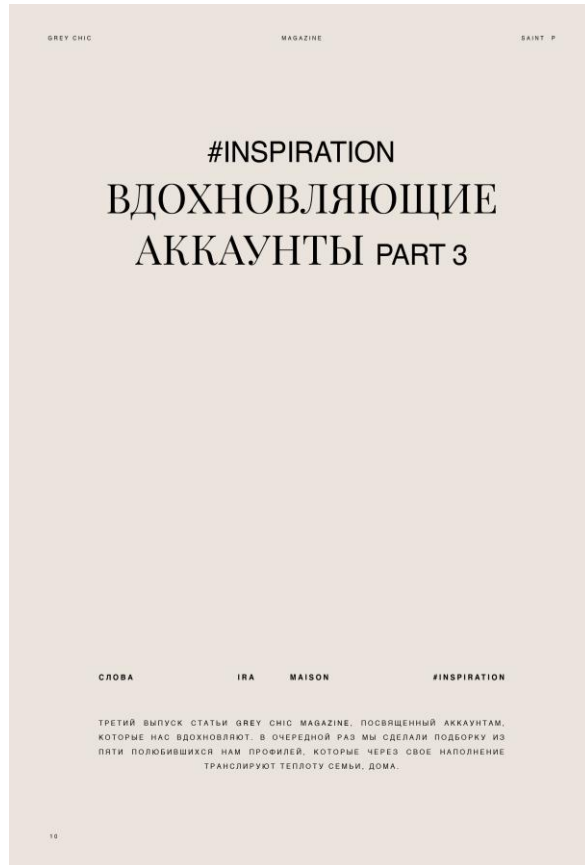 GREY CHIC MAGAZINE SAINT P
#INSPIRATION
ВДОХНОВЛЯЮЩИЕ
АККАУНТЫ PART 3
СЛОВА IRA MAISON #INSPIRATION
ТРЕТИЙ ВЫПУСК СТАТЬИ GREY CHIC MAGAZINE, ПОСВЯЩЕННЫЙ АККАУНТАМ,
КОТОРЫЕ НАС ВДОХНОВЛЯЮТ. В ОЧЕРЕДНОЙ РАЗ МЫ СДЕЛАЛИ ПОДБОРКУ ИЗ
ПЯТИ ПОЛЮБИВШИХСЯ НАМ ПРОФИЛЕЙ, КОТОРЫЕ ЧЕРЕЗ СВОЕ НАПОЛНЕНИЕ
ТРАНСЛИРУЮТ ТЕПЛОТУ СЕМЬИ, ДОМА.
10